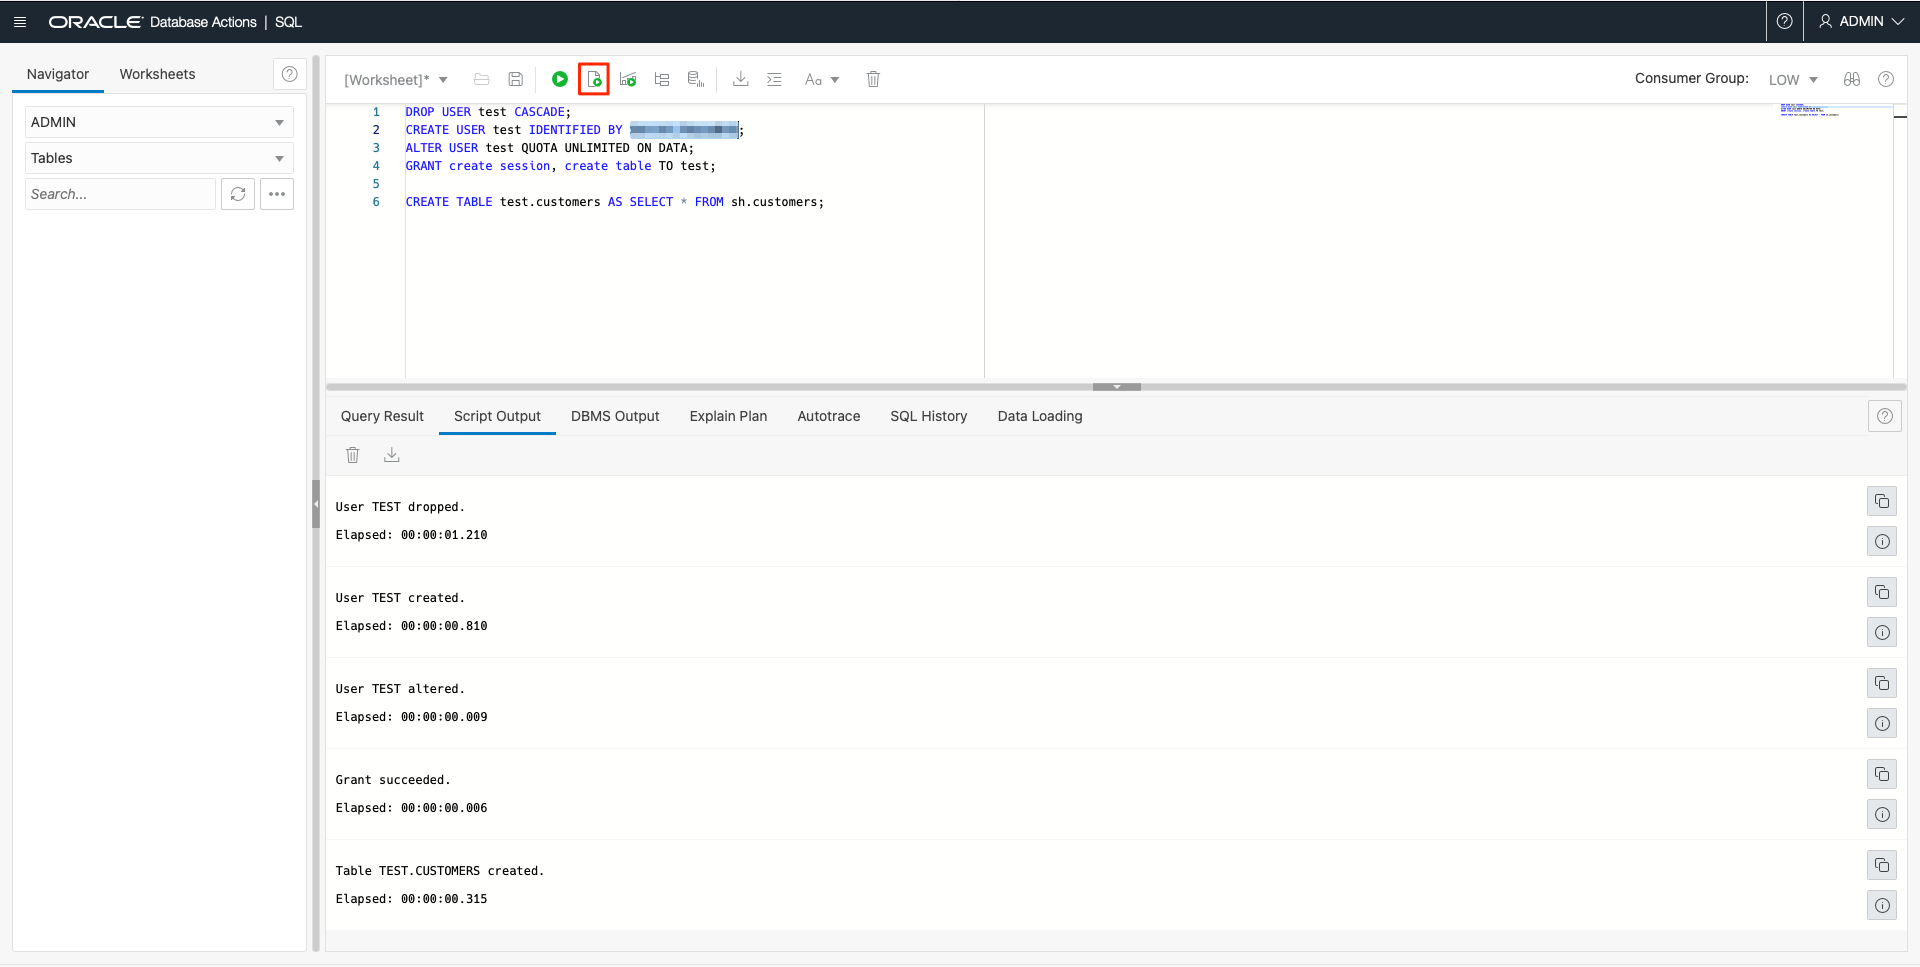 ORACLE Database Actions | SQL
ADMIN
Navigator
Worksheets
ADMIN
Tables
Search...
[Worksheet]*
Aa
Consumer Group: LOW
1 DROP USER test CASCADE;
2 CREATE USER test IDENTIFIED BY ;
3 ALTER USER test QUOTA UNLIMITED ON DATA;
4 GRANT create session, create table TO test;
5
6 CREATE TABLE test.customers AS SELECT * FROM sh.customers;
Query Result Script Output DBMS Output Explain Plan Autotrace SQL History Data Loading
User TEST dropped.
Elapsed: 00:00:01.210
User TEST created.
Elapsed: 00:00:00.810
User TEST altered.
Elapsed: 00:00:00.009
Grant succeeded.
Elapsed: 00:00:00.006
Table TEST.CUSTOMERS created.
Elapsed: 00:00:00.315